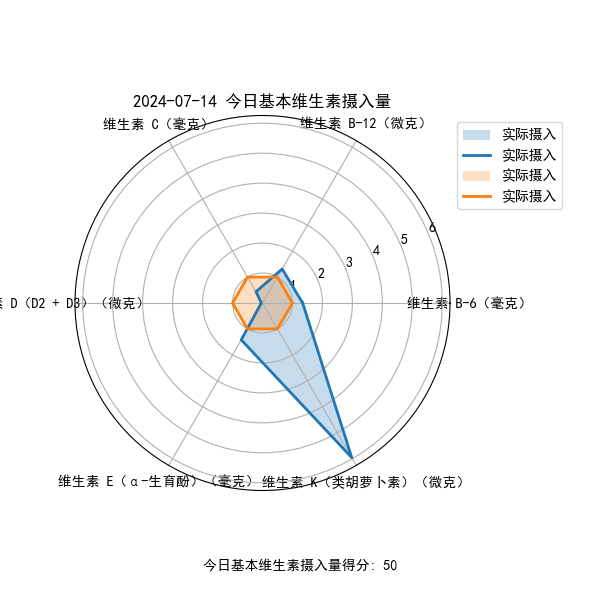 2024-07-14 今日基本维生素摄入量
维生素 C（毫克）
维生素 B-12（微克）
实际摄入
实际摄入
实际摄入
实际摄入
6
5
4
3
2
1
D（D2 + D3）（微克）
维生素 B-6（毫克）
维生素 E（α-生育酚）（毫克）
维生素 K（类胡萝卜素）（微克）
今日基本维生素摄入量得分: 50